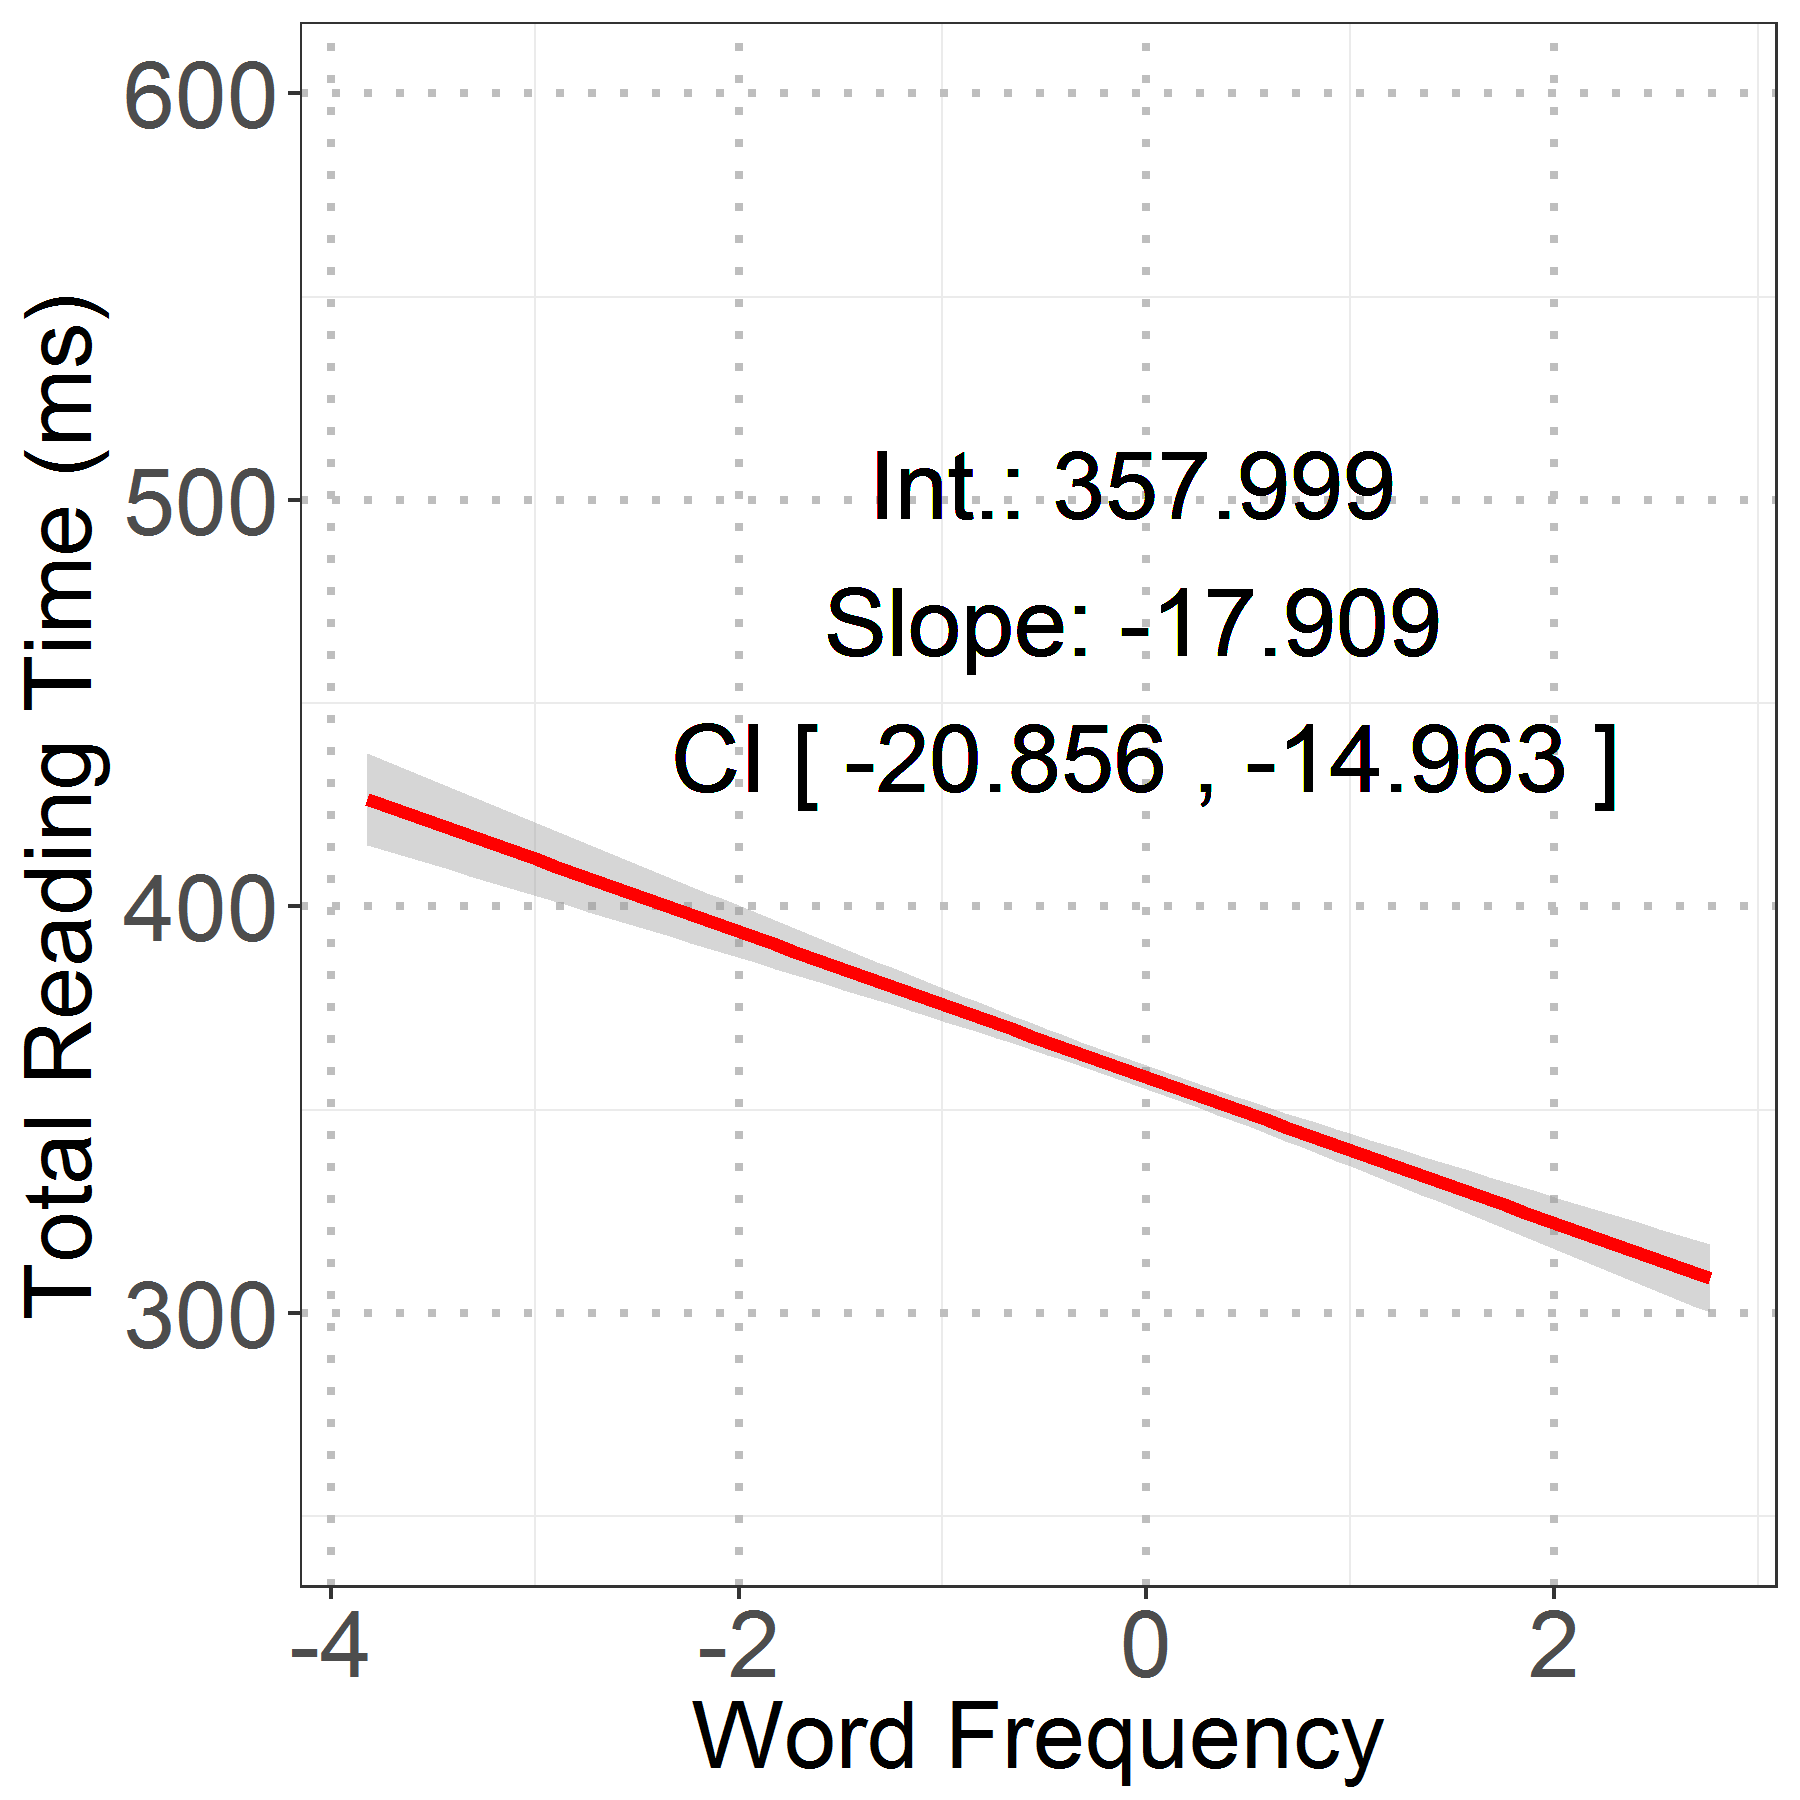 Total Reading Time (ms)
600
500
400
300
Int.: 357.999
Slope: -17.909
CI [ -20.856 , -14.963 ]
-4 -2 0 2
Word Frequency